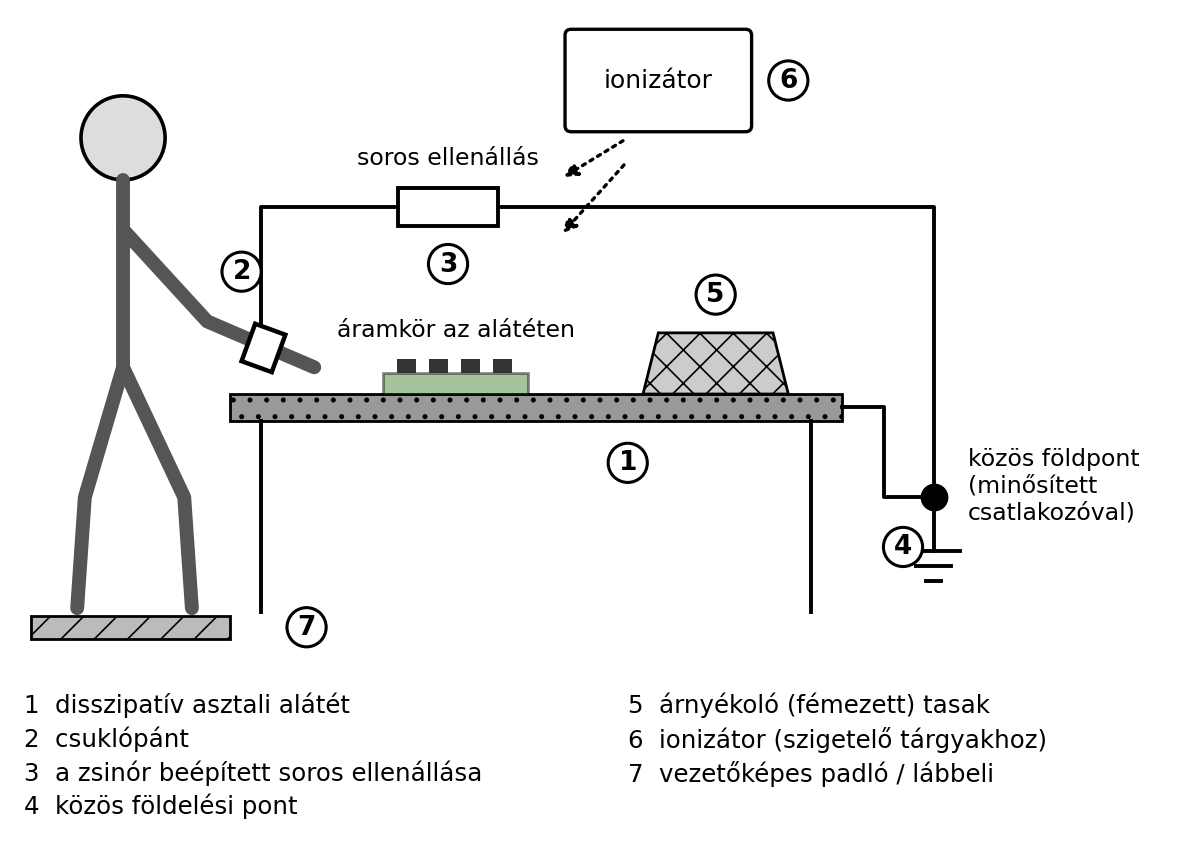 ionizátor
6
soros ellenállás
2
3
5
áramkör az alátéten
1
közös földpont
(minősített
csatlakozóval)
4
7
1 disszipatív asztali alátét
2 csuklópánt
3 a zsinór beépített soros ellenállása
4 közös földelési pont
5 árnyékoló (fémezett) tasak
6 ionizátor (szigetelő tárgyakhoz)
7 vezetőképes padló / lábbeli